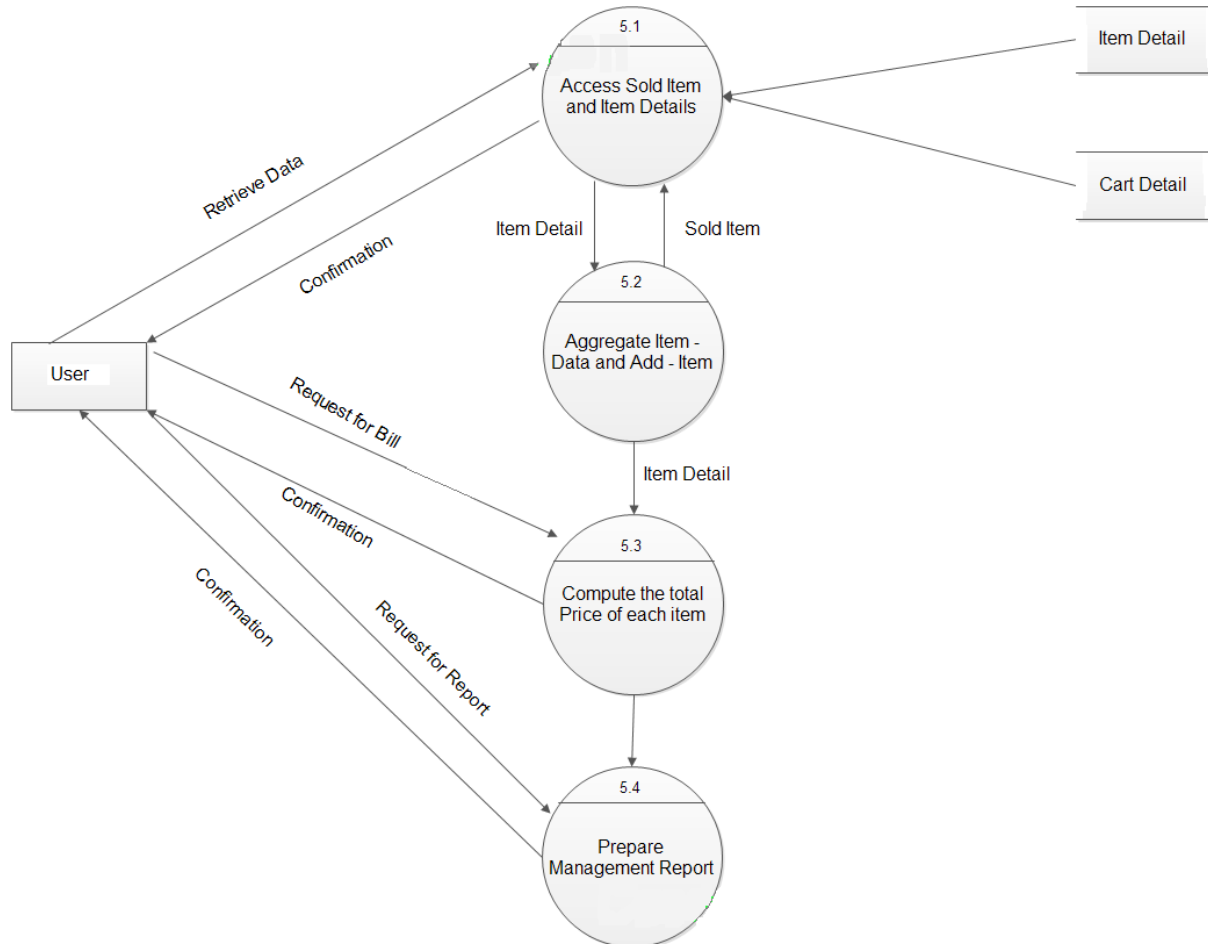 5.1
Access Sold Item
and Item Details
Item Detail
Cart Detail
Retrieve Data
Confirmation
Item Detail
Sold Item
5.2
Aggregate Item -
Data and Add - Item
User
Request for Bill
Item Detail
Confirmation
5.3
Compute the total
Price of each item
Confirmation
Request for Report
5.4
Prepare
Management Report